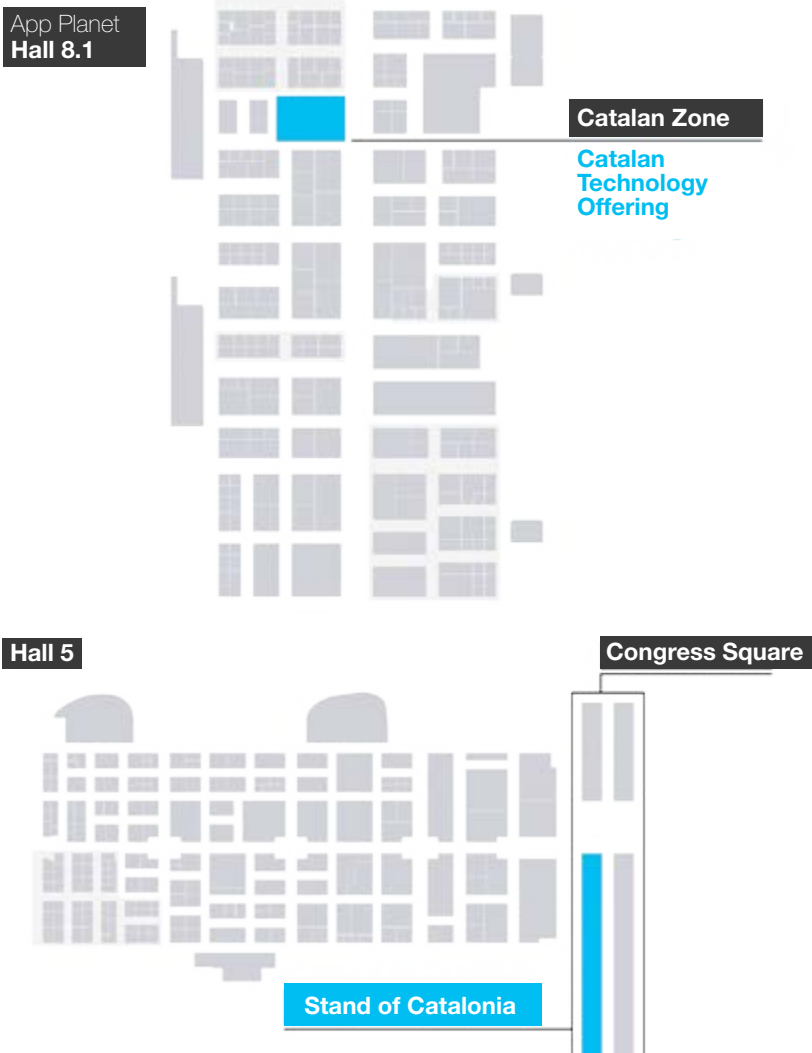 App Planet
Hall 8.1
Catalan Zone
Catalan
Technology
Offering
Hall 5
Congress Square
Stand of Catalonia